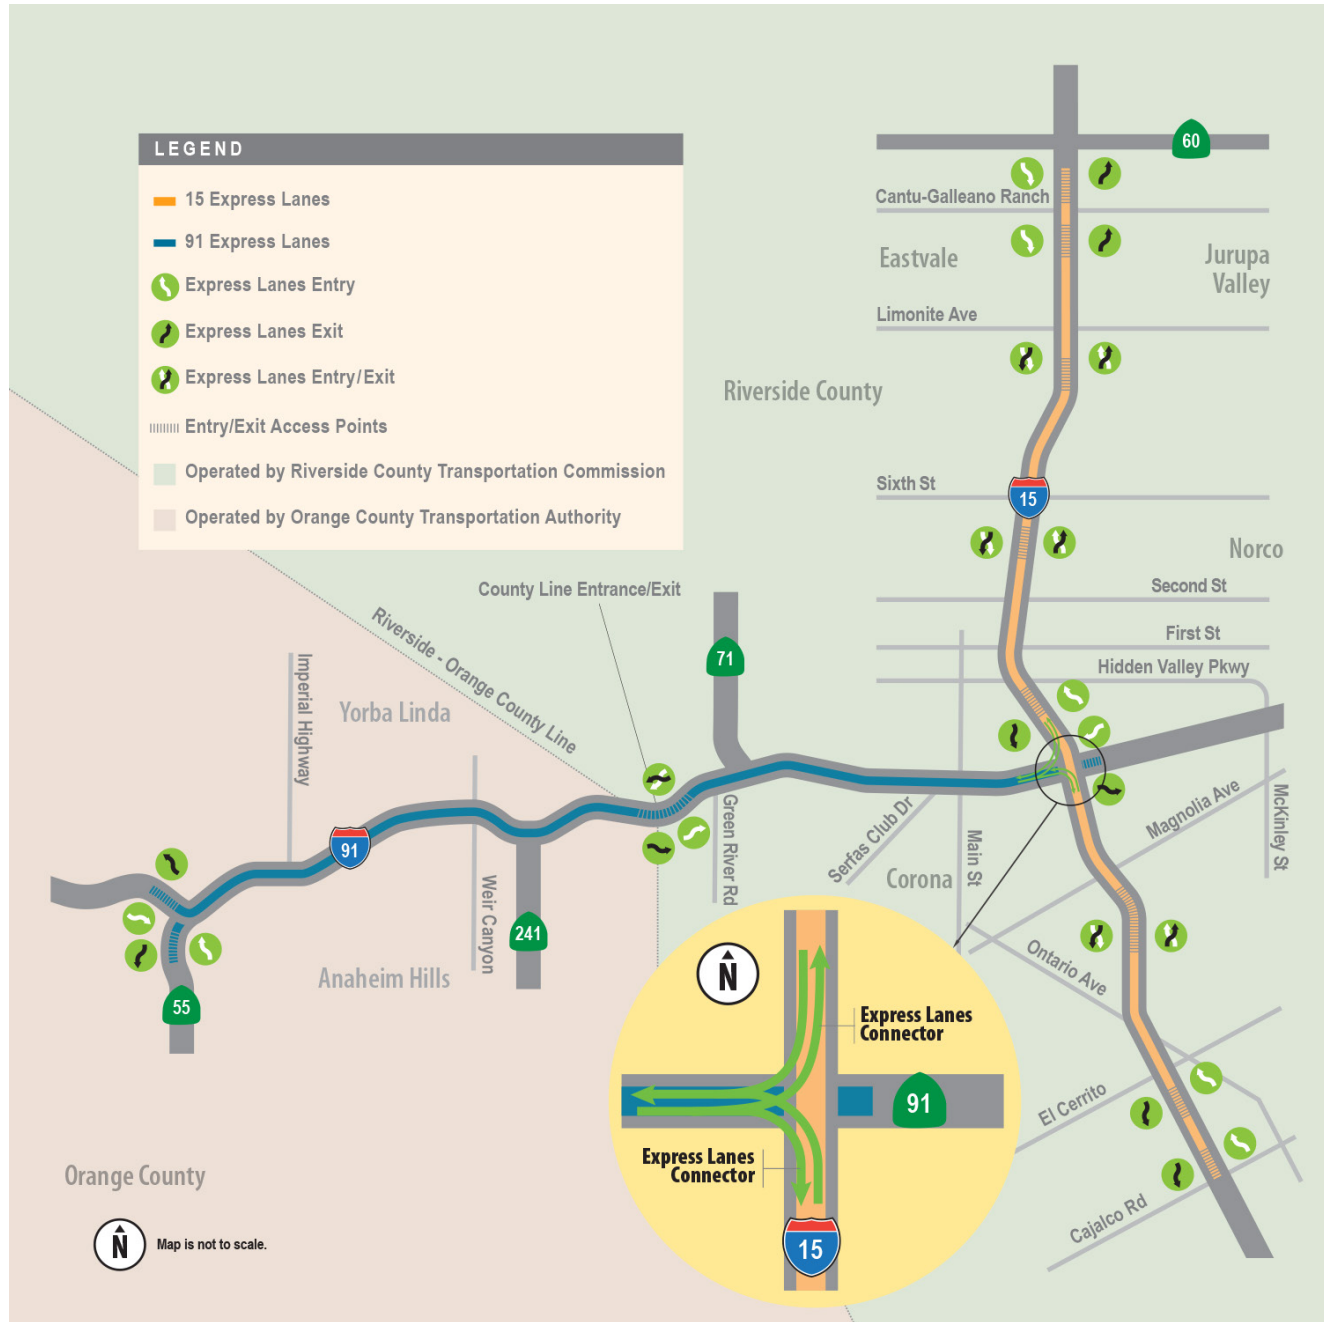 LEGEND
15 Express Lanes
91 Express Lanes
Express Lanes Entry
Express Lanes Exit
Express Lanes Entry/Exit
Entry/Exit Access Points
Operated by Riverside County Transportation Commission
Operated by Orange County Transportation Authority
60
Cantu-Galleano Ranch
Eastvale
Jurupa
Valley
Limonite Ave
Riverside County
Sixth St
15
Norco
Second St
First St
Hidden Valley Pkwy
County Line Entrance/Exit
Riverside - Orange County Line
71
Imperial Highway
Yorba Linda
91
Weir Canyon
241
Anaheim Hills
55
Green River Rd
Serfas Club Dr
Main St
Corona
Magnolia Ave
McKinley St
Ontario Ave
El Cerrito
Cajalco Rd
N
Express Lanes
Connector
91
Express Lanes
Connector
15
Orange County
N
Map is not to scale.